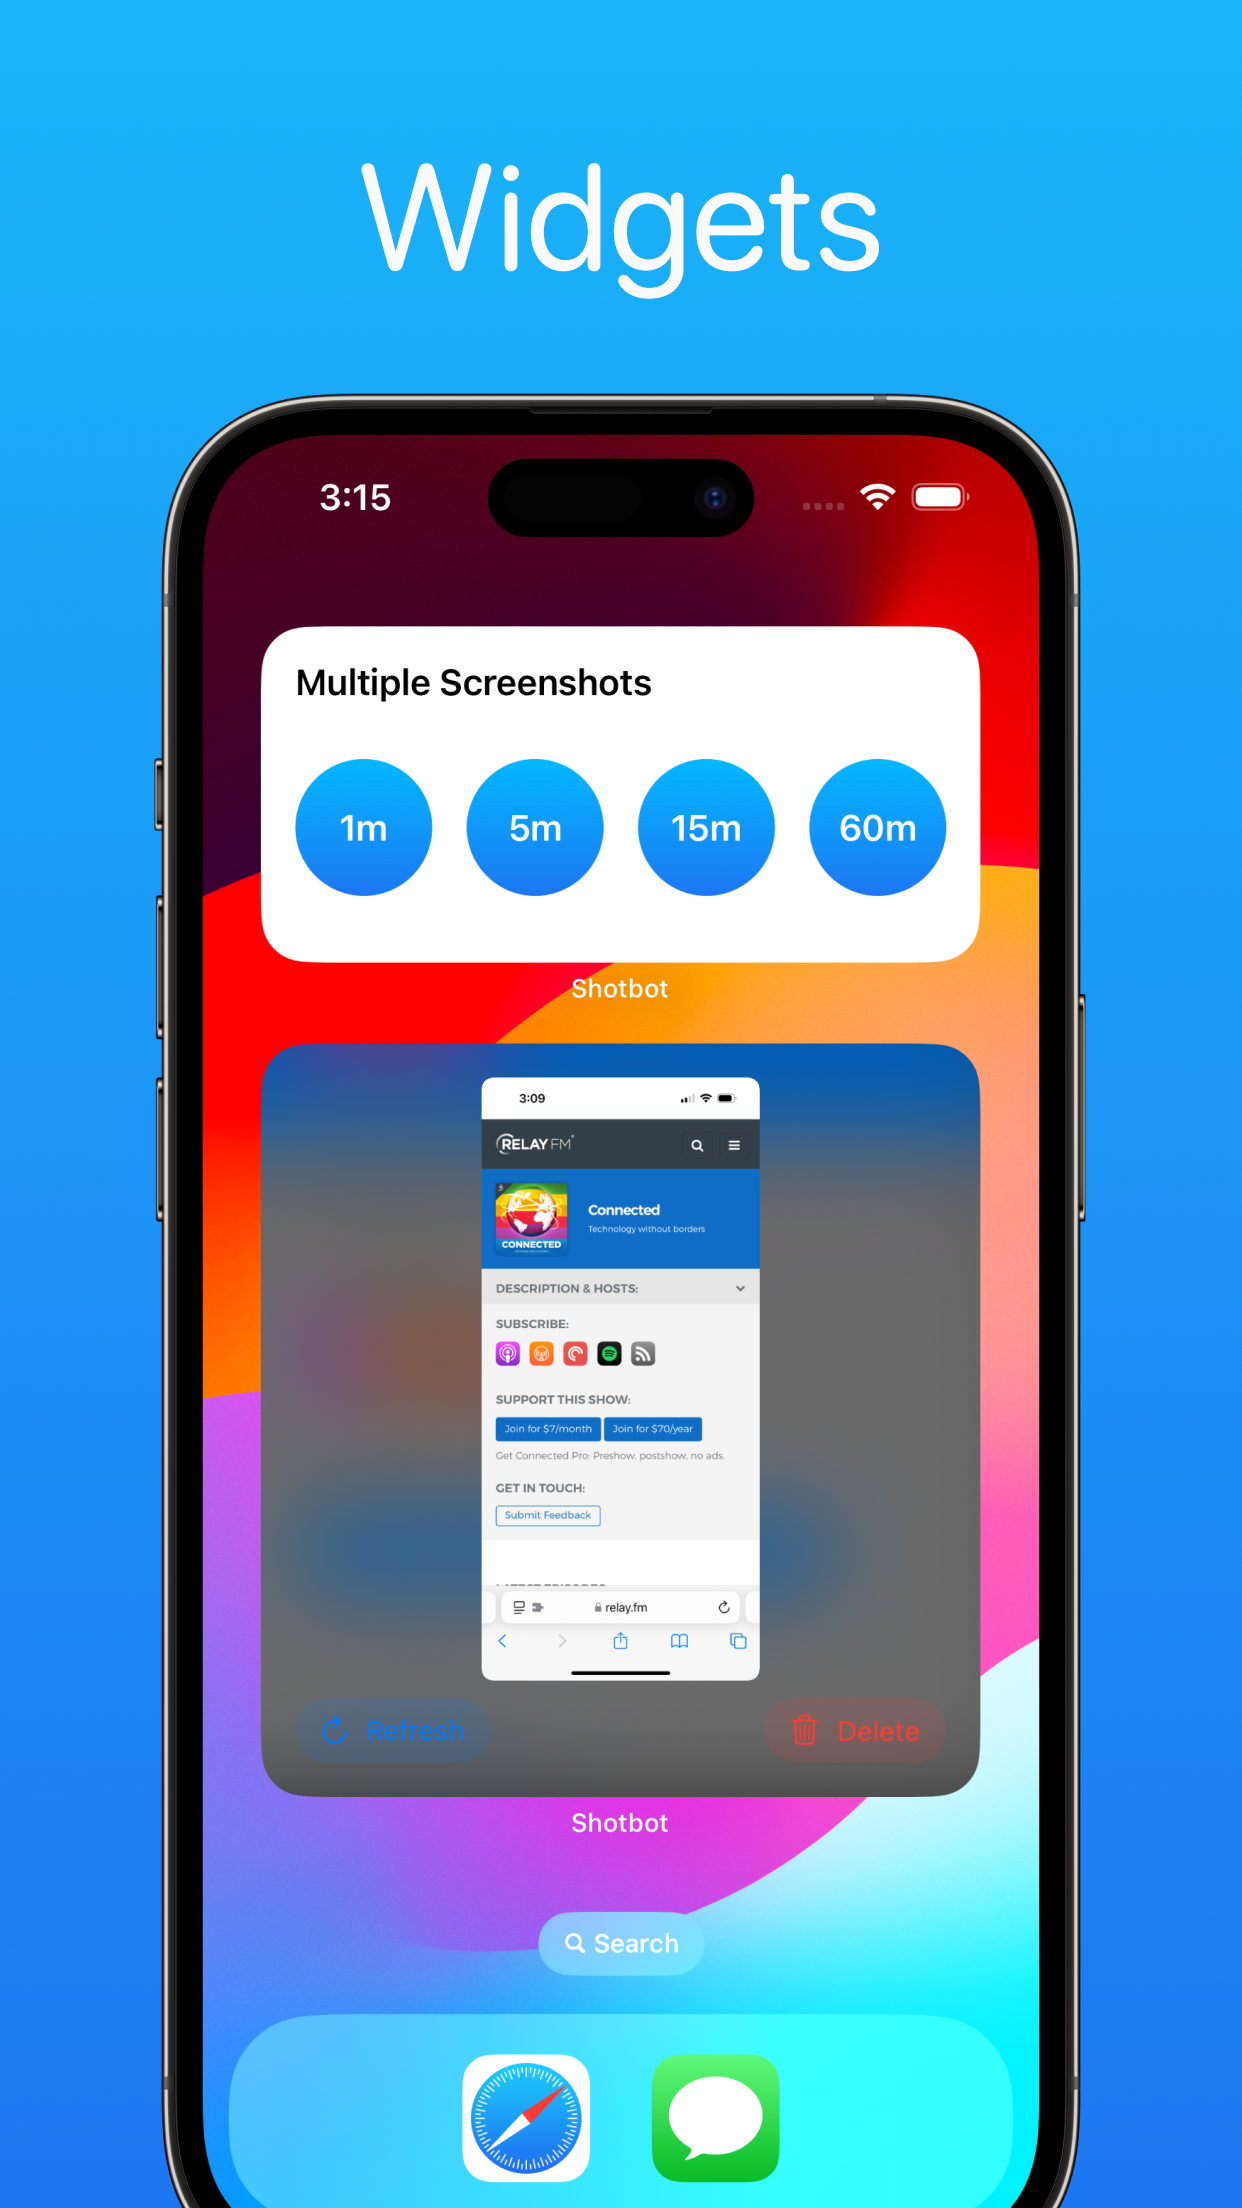 Widgets
3:15
Multiple Screenshots
1m 5m 15m 60m
Shotbot
3:09
RELAY FM
CONNECTED
Connected
Technology without borders
DESCRIPTION & HOSTS:
SUBSCRIBE:
SUPPORT THIS SHOW:
Join for $7/month Join for $70/year
Get Connected Pro: Preshow, postshow, no ads.
GET IN TOUCH:
Submit Feedback
relay.fm
Refresh Delete
Shotbot
Search